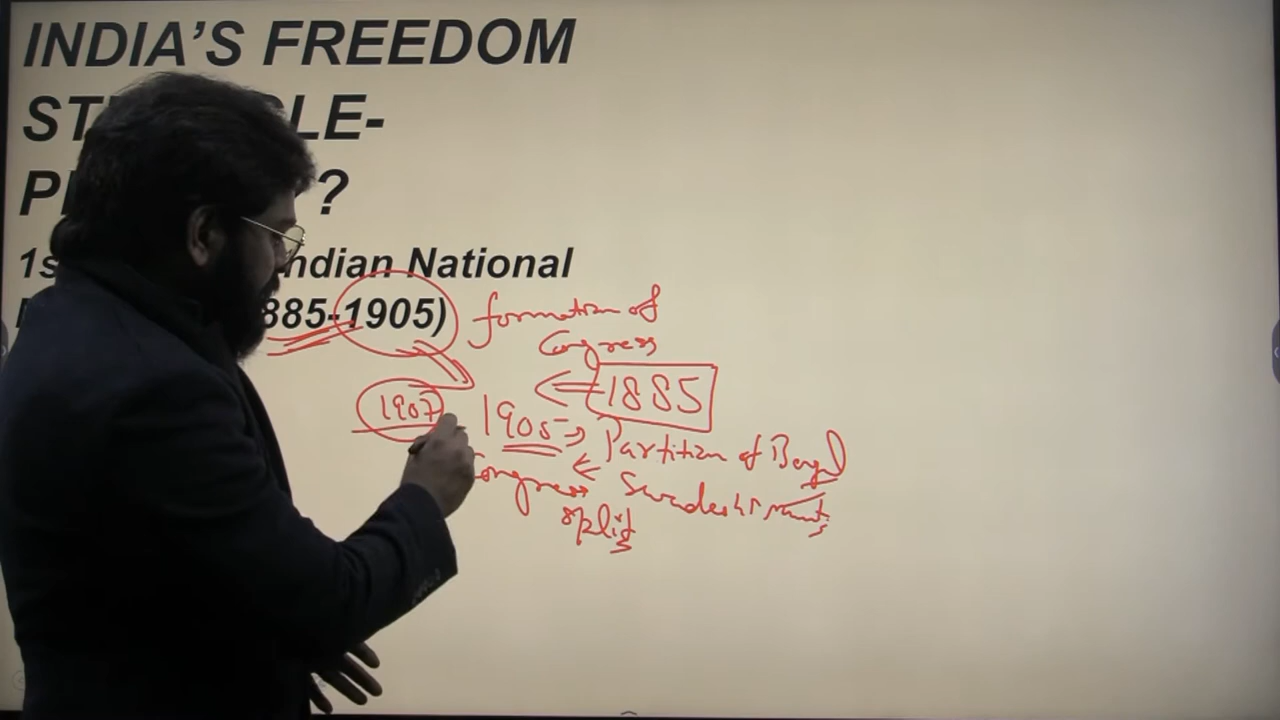 INDIA'S FREEDOM
ST LE-
P ?
1s ndian National
885-1905)
formation of
Congress
1885
1907
1905 → Partition of Bengal
Congress ← Swadeshi mvmt
split